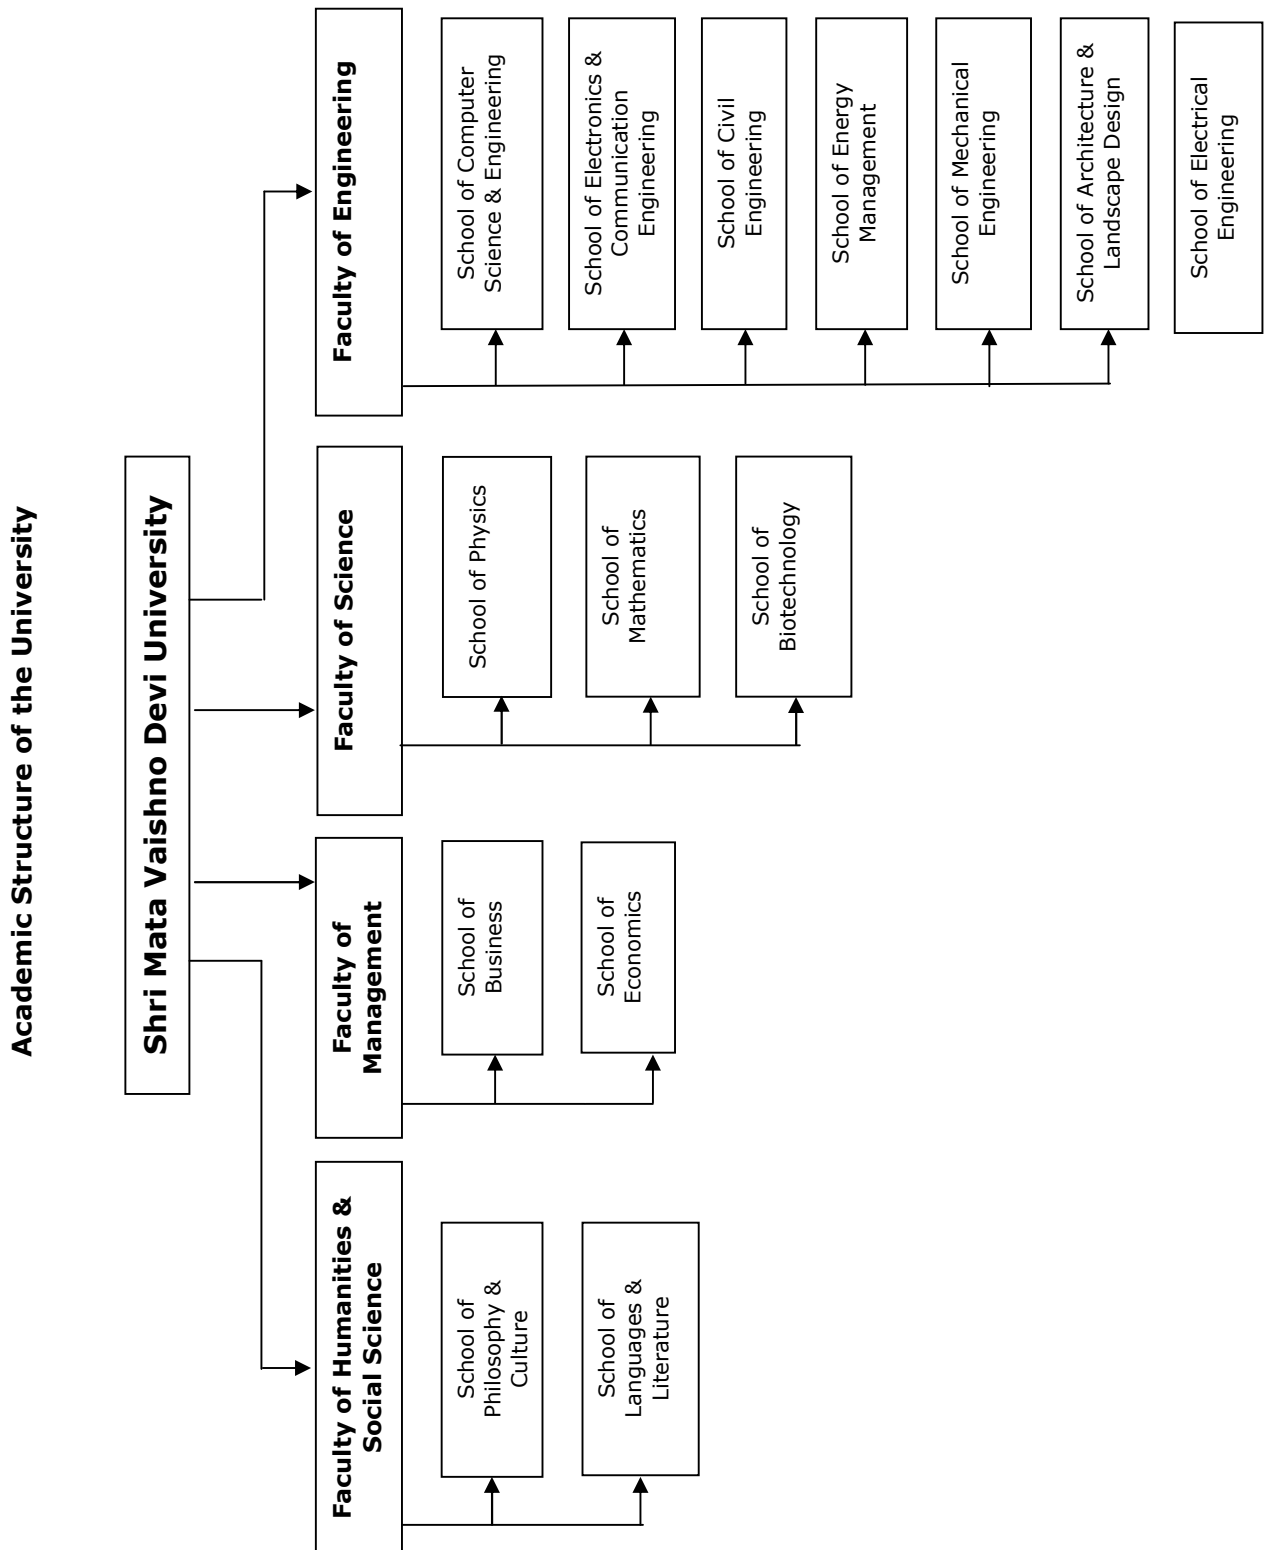 Academic Structure of the University
Shri Mata Vaishno Devi University
Faculty of Humanities &
Social Science
Faculty of
Management
Faculty of Science
Faculty of Engineering
School of
Philosophy &
Culture
School of
Languages &
Literature
School of
Business
School of
Economics
School of Physics
School of
Mathematics
School of
Biotechnology
School of Computer
Science & Engineering
School of Electronics &
Communication
Engineering
School of Civil
Engineering
School of Energy
Management
School of Mechanical
Engineering
School of Architecture &
Landscape Design
School of Electrical
Engineering